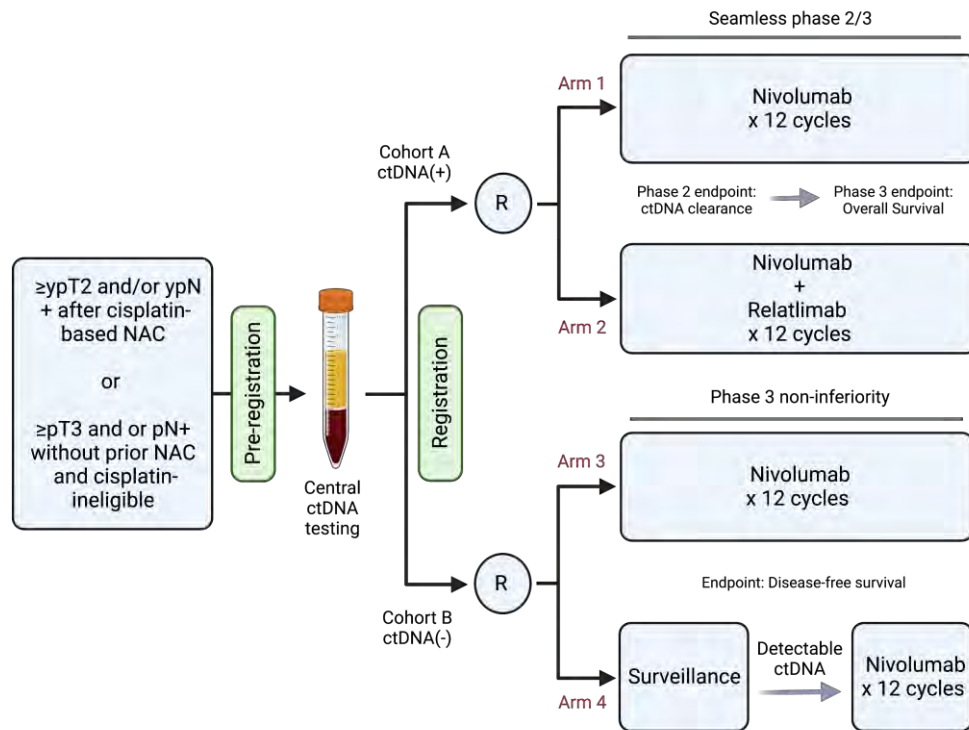 Seamless phase 2/3
Arm 1
Nivolumab
x 12 cycles
Cohort A
ctDNA(+)
R
Phase 2 endpoint:
ctDNA clearance
Phase 3 endpoint:
Overall Survival
Arm 2
Nivolumab
+
Relatlimab
x 12 cycles
≥ypT2 and/or ypN
+ after cisplatin-
based NAC
or
≥pT3 and or pN+
without prior NAC
and cisplatin-
ineligible
Pre-registration
Central
ctDNA
testing
Registration
Phase 3 non-inferiority
Arm 3
Nivolumab
x 12 cycles
Cohort B
ctDNA(-)
R
Endpoint: Disease-free survival
Arm 4
Surveillance
Detectable
ctDNA
Nivolumab
x 12 cycles